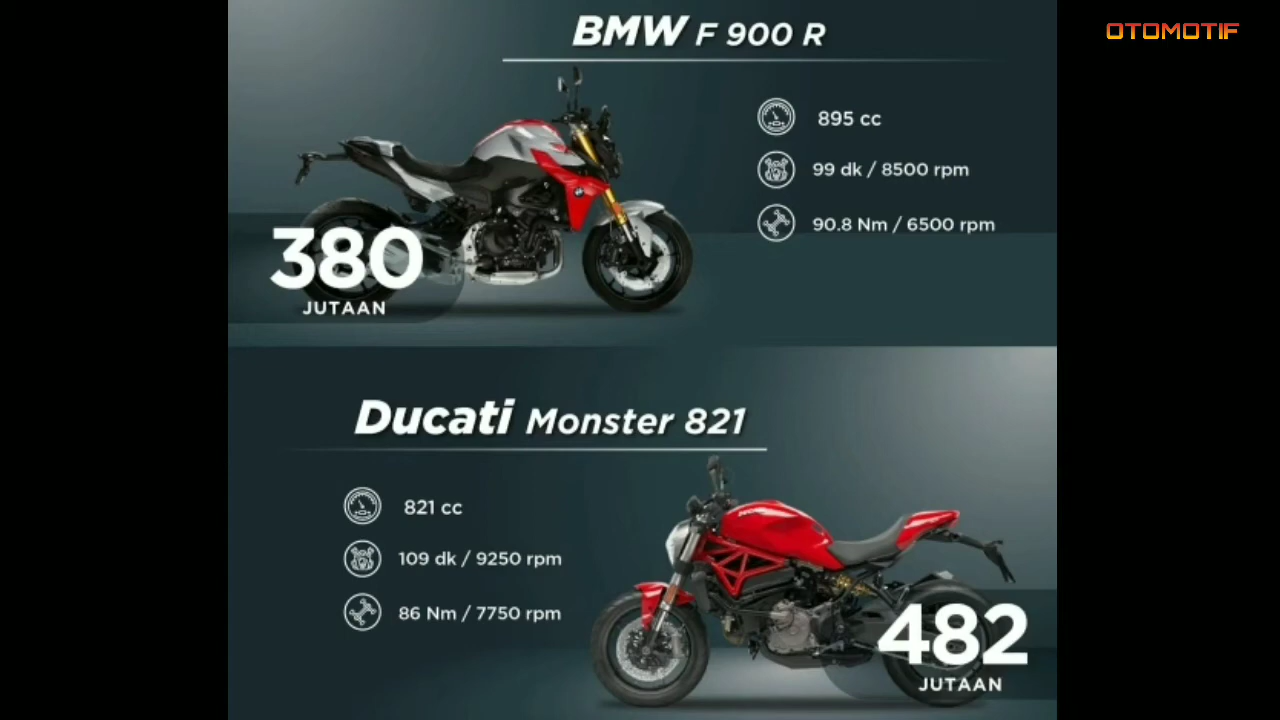 OTOMOTIF
BMW F 900 R
895 cc
99 dk / 8500 rpm
90.8 Nm / 6500 rpm
380
JUTAAN
Ducati Monster 821
821 cc
109 dk / 9250 rpm
86 Nm / 7750 rpm
482
JUTAAN